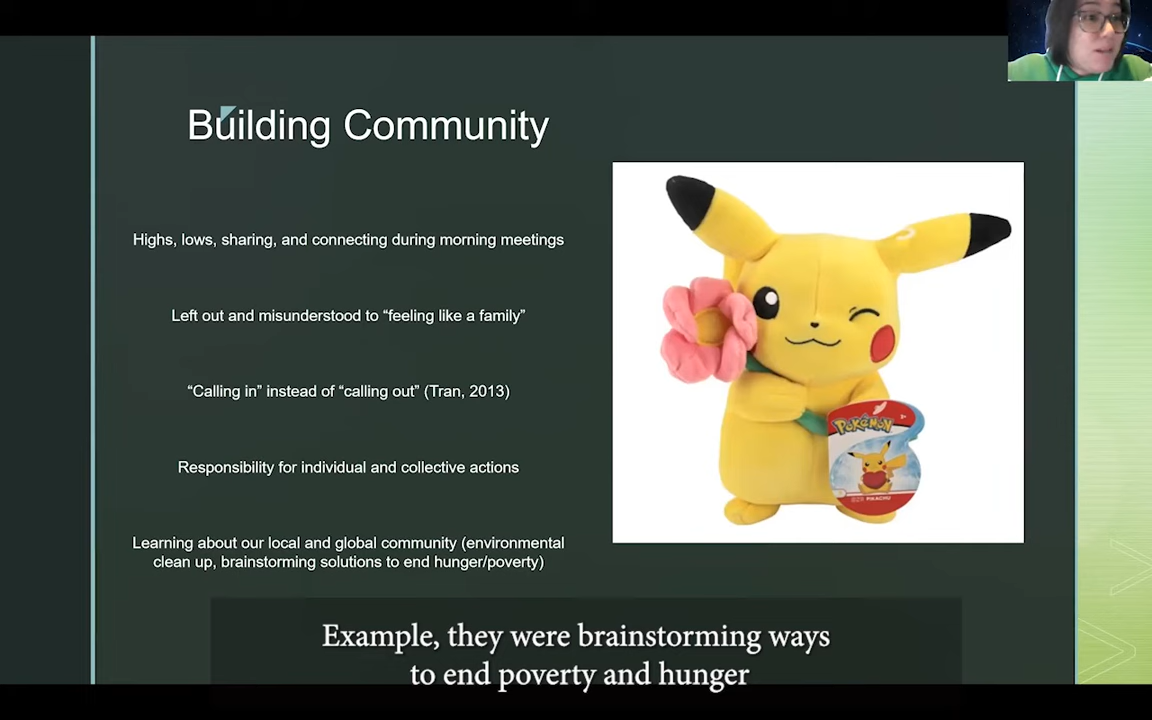 Building Community
Highs, lows, sharing, and connecting during morning meetings
Left out and misunderstood to “feeling like a family”
“Calling in” instead of “calling out” (Tran, 2013)
Responsibility for individual and collective actions
Learning about our local and global community (environmental
clean up, brainstorming solutions to end hunger/poverty)
POKéMON
PIKACHU
Example, they were brainstorming ways
to end poverty and hunger